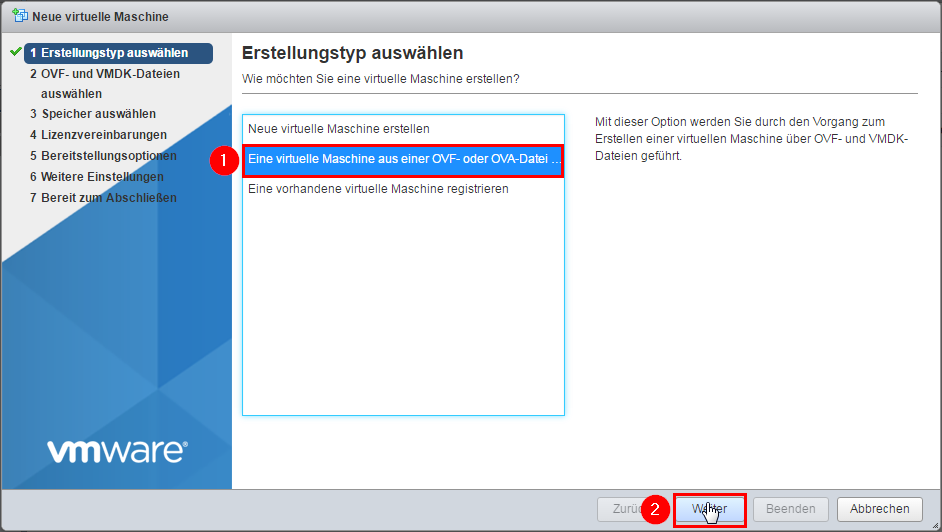 Neue virtuelle Maschine
1 Erstellungstyp auswählen
2 OVF- und VMDK-Dateien
auswählen
3 Speicher auswählen
4 Lizenzvereinbarungen
5 Bereitstellungsoptionen
6 Weitere Einstellungen
7 Bereit zum Abschließen
vmware®
Erstellungstyp auswählen
Wie möchten Sie eine virtuelle Maschine erstellen?
Neue virtuelle Maschine erstellen
1
Eine virtuelle Maschine aus einer OVF- oder OVA-Datei ...
Eine vorhandene virtuelle Maschine registrieren
Mit dieser Option werden Sie durch den Vorgang zum
Erstellen einer virtuellen Maschine über OVF- und VMDK-
Dateien geführt.
2
Beenden
Abbrechen